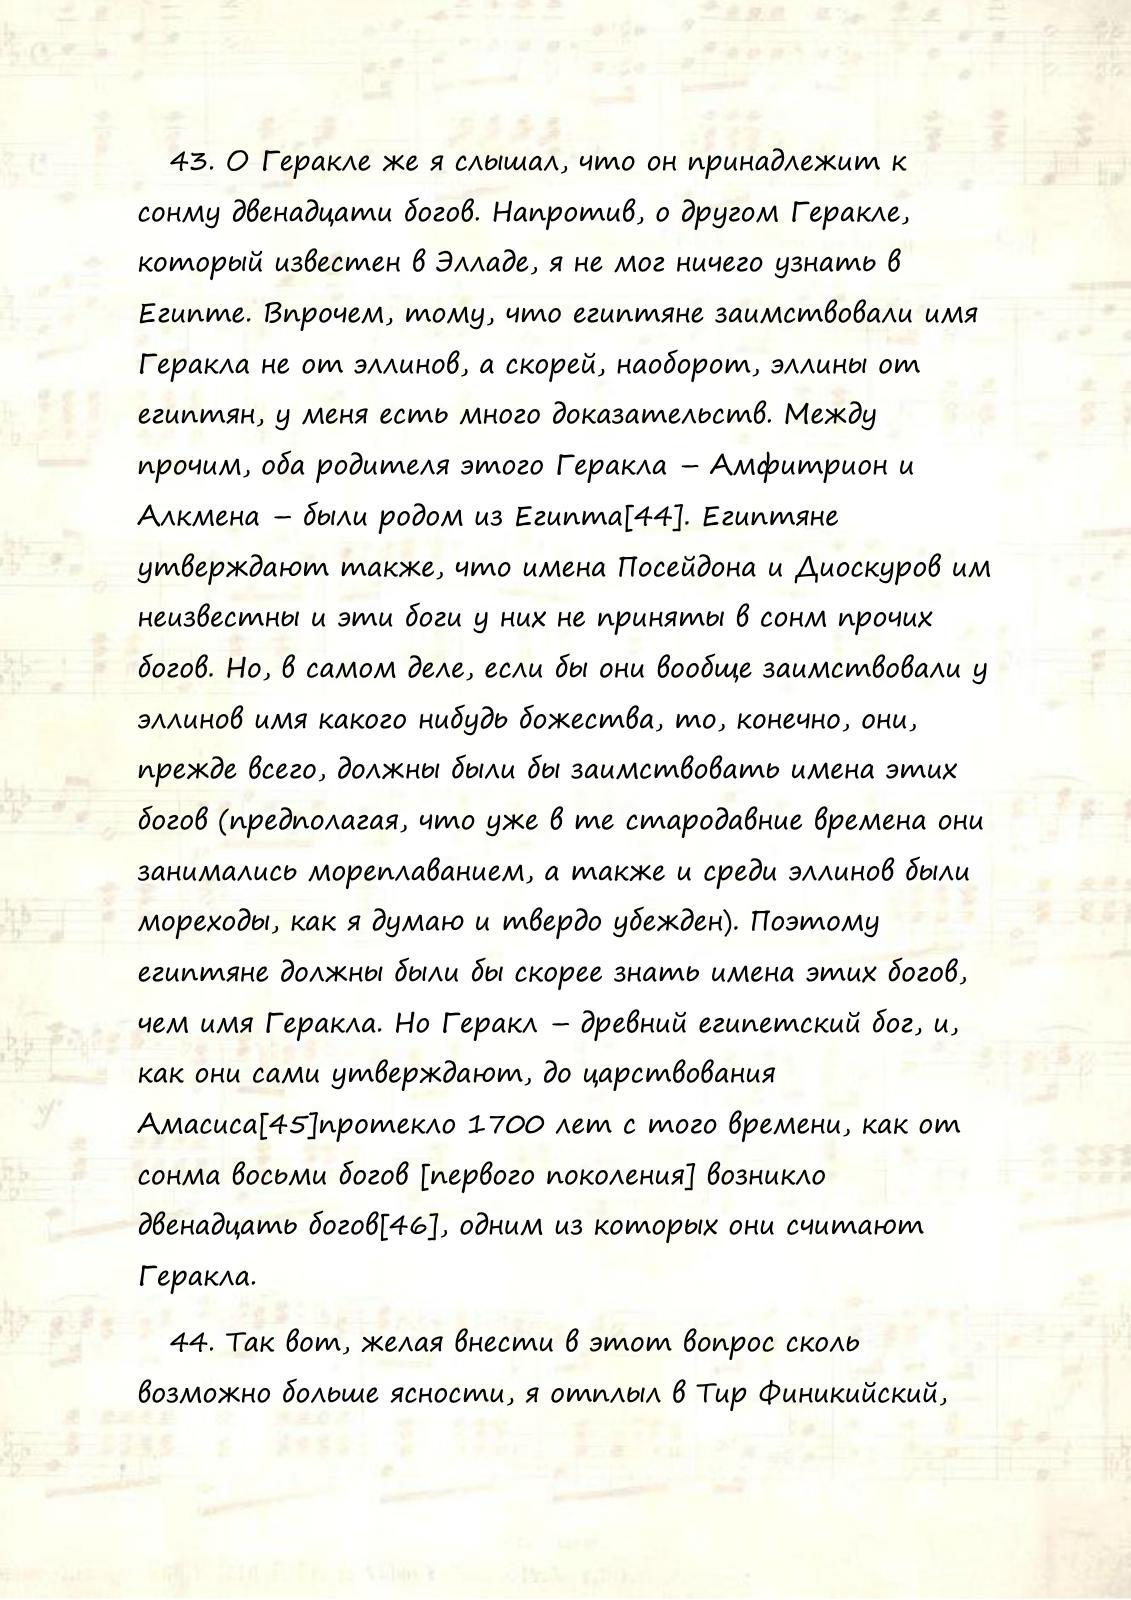 43. О Геракле же я слышал, что он принадлежит к
сонму двенадцати богов. Напротив, о другом Геракле,
который известен в Элладе, я не мог ничего узнать в
Египте. Впрочем, тому, что египтяне заимствовали имя
Геракла не от эллинов, а скорей, наоборот, эллины от
египтян, у меня есть много доказательств. Между
прочим, оба родителя этого Геракла – Амфитрион и
Алкмена – были родом из Египта[44]. Египтяне
утверждают также, что имена Посейдона и Диоскуров им
неизвестны и эти боги у них не приняты в сонм прочих
богов. Но, в самом деле, если бы они вообще заимствовали у
эллинов имя какого нибудь божества, то, конечно, они,
прежде всего, должны были бы заимствовать имена этих
богов (предполагая, что уже в те стародавние времена они
занимались мореплаванием, а также и среди эллинов были
мореходы, как я думаю и твердо убежден). Поэтому
египтяне должны были бы скорее знать имена этих богов,
чем имя Геракла. Но Геракл – древний египетский бог, и,
как они сами утверждают, до царствования
Амасиса[45]протекло 1700 лет с того времени, как от
сонма восьми богов [первого поколения] возникло
двенадцать богов[46], одним из которых они считают
Геракла.
44. Так вот, желая внести в этот вопрос сколь
возможно больше ясности, я отплыл в Тир Финикийский,